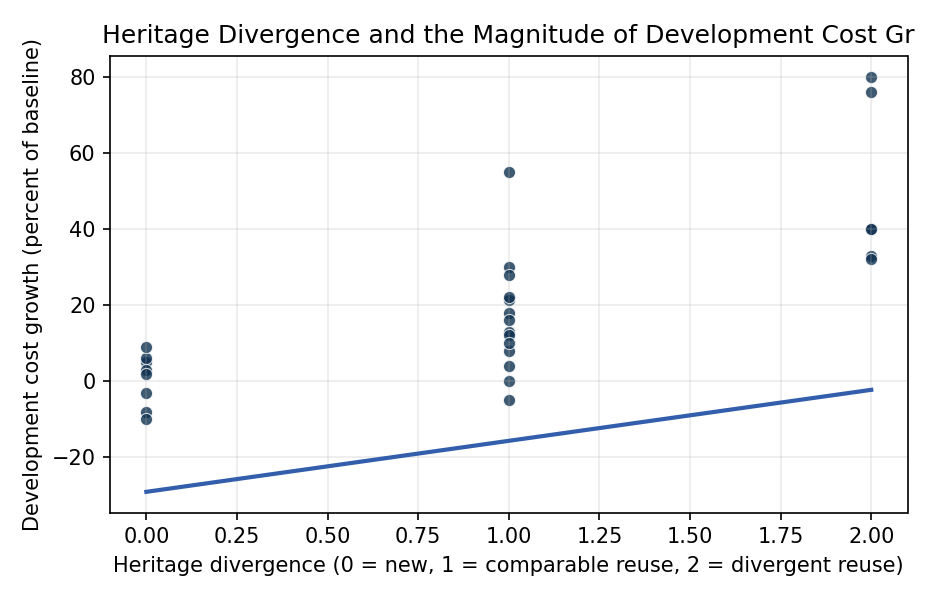 Heritage Divergence and the Magnitude of Development Cost Gr
Development cost growth (percent of baseline)
80
60
40
20
0
−20
0.00 0.25 0.50 0.75 1.00 1.25 1.50 1.75 2.00
Heritage divergence (0 = new, 1 = comparable reuse, 2 = divergent reuse)